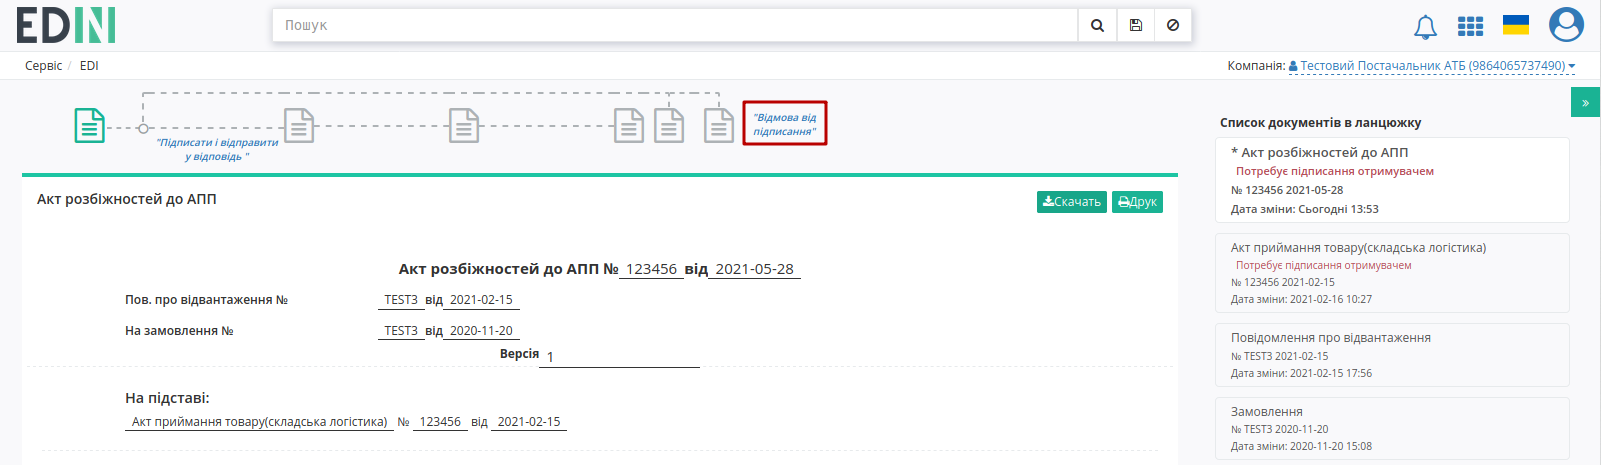 EDIN
Пошук
Сервіс / EDI
Компанія: Тестовий Постачальник АТБ (9864065737490)
"Підписати і відправити
у відповідь "
"Відмова від
підписання"
»
Акт розбіжностей до АПП
Скачать Друк
Акт розбіжностей до АПП № 123456 від 2021-05-28
Пов. про відвантаження № TEST3 від 2021-02-15
На замовлення № TEST3 від 2020-11-20
Версія 1
На підставі:
Акт приймання товару(складська логістика) № 123456 від 2021-02-15
Список документів в ланцюжку
* Акт розбіжностей до АПП
Потребує підписання отримувачем
№ 123456 2021-05-28
Дата зміни: Сьогодні 13:53
Акт приймання товару(складська логістика)
Потребує підписання отримувачем
№ 123456 2021-02-15
Дата зміни: 2021-02-16 10:27
Повідомлення про відвантаження
№ TEST3 2021-02-15
Дата зміни: 2021-02-15 17:56
Замовлення
№ TEST3 2020-11-20
Дата зміни: 2020-11-20 15:08